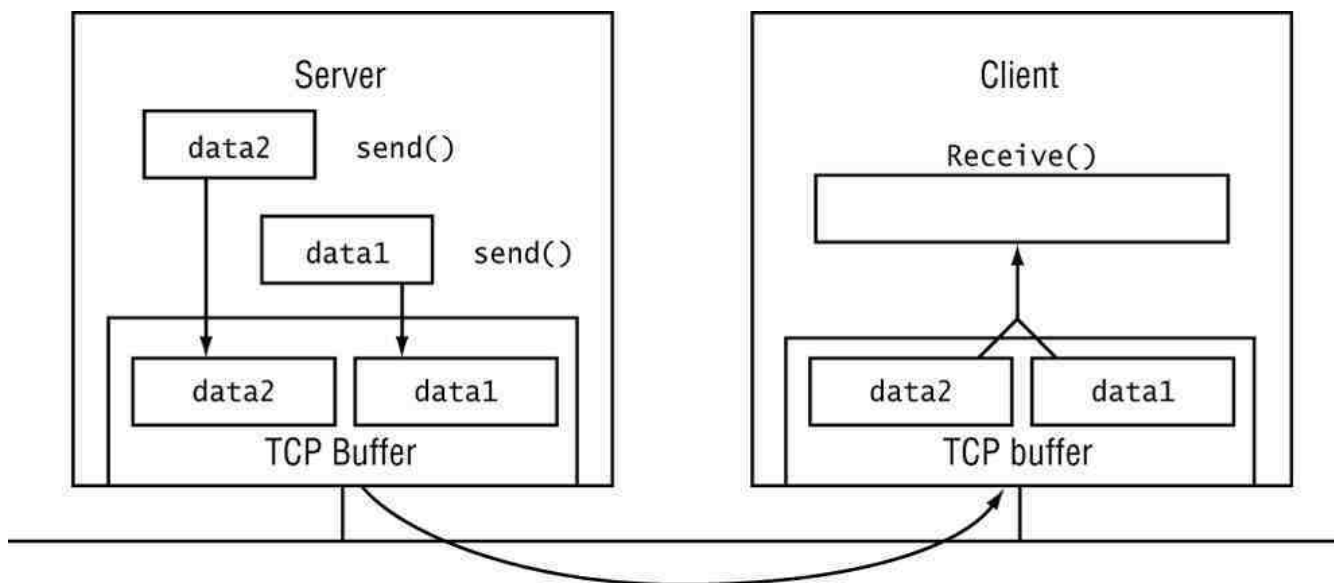 Server
data2 send()
data1 send()
data2 data1
TCP Buffer
Client
Receive()
data2 data1
TCP buffer